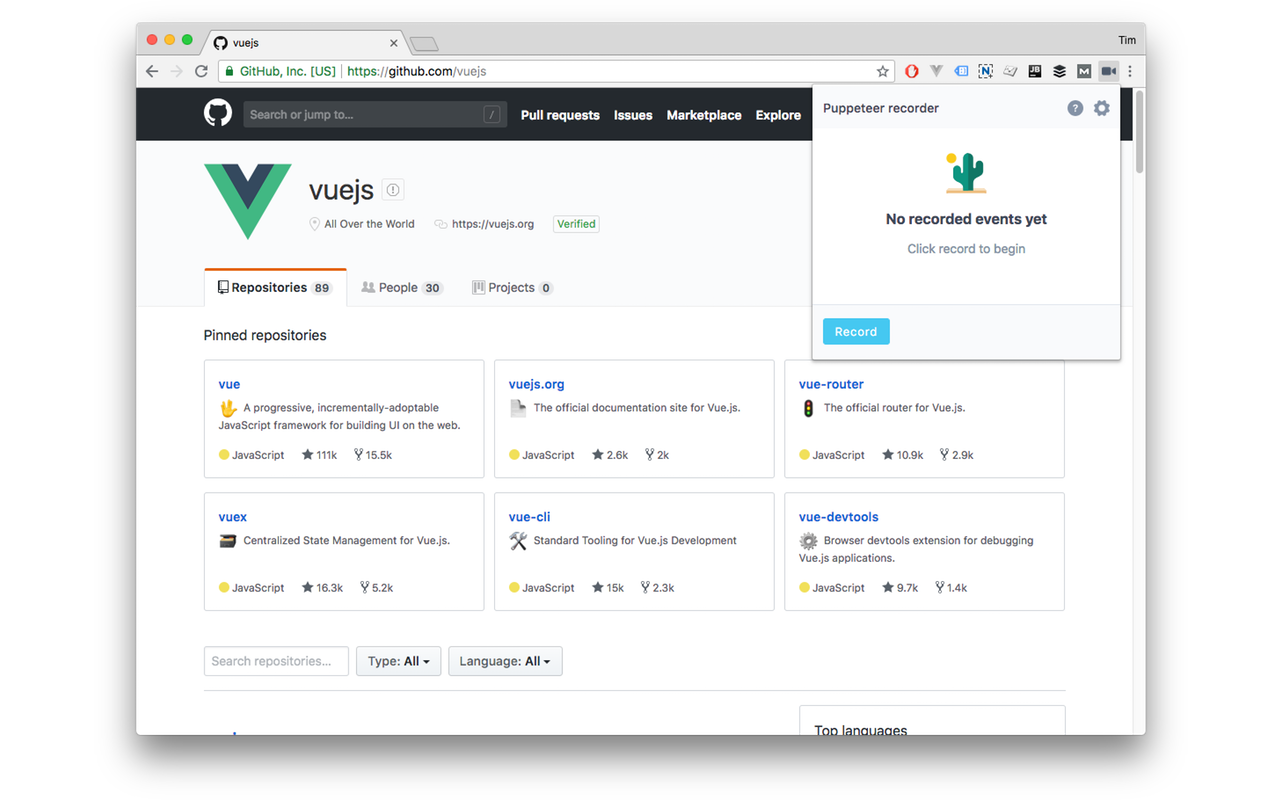 vuejs
Tim
GitHub, Inc. [US] https://github.com/vuejs
N JB M
Search or jump to... / Pull requests Issues Marketplace Explore
Puppeteer recorder ?
No recorded events yet
Click record to begin
Record
vuejs
All Over the World https://vuejs.org Verified
Repositories 89 People 30 Projects 0
Pinned repositories
vue
A progressive, incrementally-adoptable
JavaScript framework for building UI on the web.
JavaScript 111k 15.5k
vuejs.org
The official documentation site for Vue.js.
JavaScript 2.6k 2k
vue-router
The official router for Vue.js.
JavaScript 10.9k 2.9k
vuex
Centralized State Management for Vue.js.
JavaScript 16.3k 5.2k
vue-cli
Standard Tooling for Vue.js Development
JavaScript 15k 2.3k
vue-devtools
Browser devtools extension for debugging
Vue.js applications.
JavaScript 9.7k 1.4k
Search repositories... Type: All Language: All
Top languages